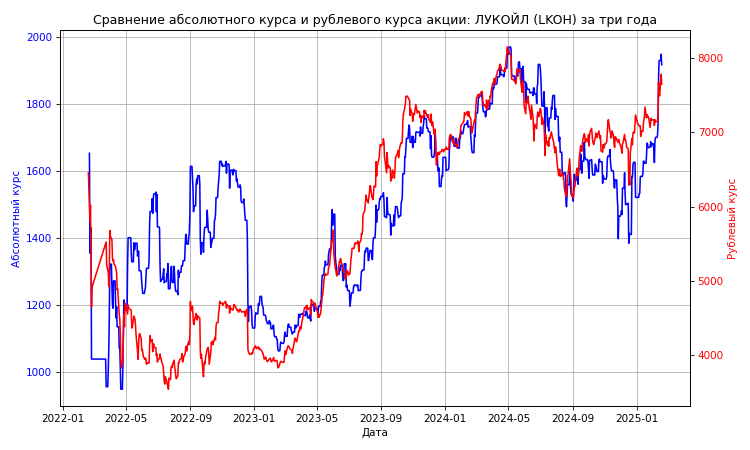 Сравнение абсолютного курса и рублевого курса акции: ЛУКОЙЛ (LKOH) за три года
2000
1800
1600
1400
1200
1000
Абсолютный курс
8000
7000
6000
5000
4000
Рублевый курс
2022-01 2022-05 2022-09 2023-01 2023-05 2023-09 2024-01 2024-05 2024-09 2025-01
Дата